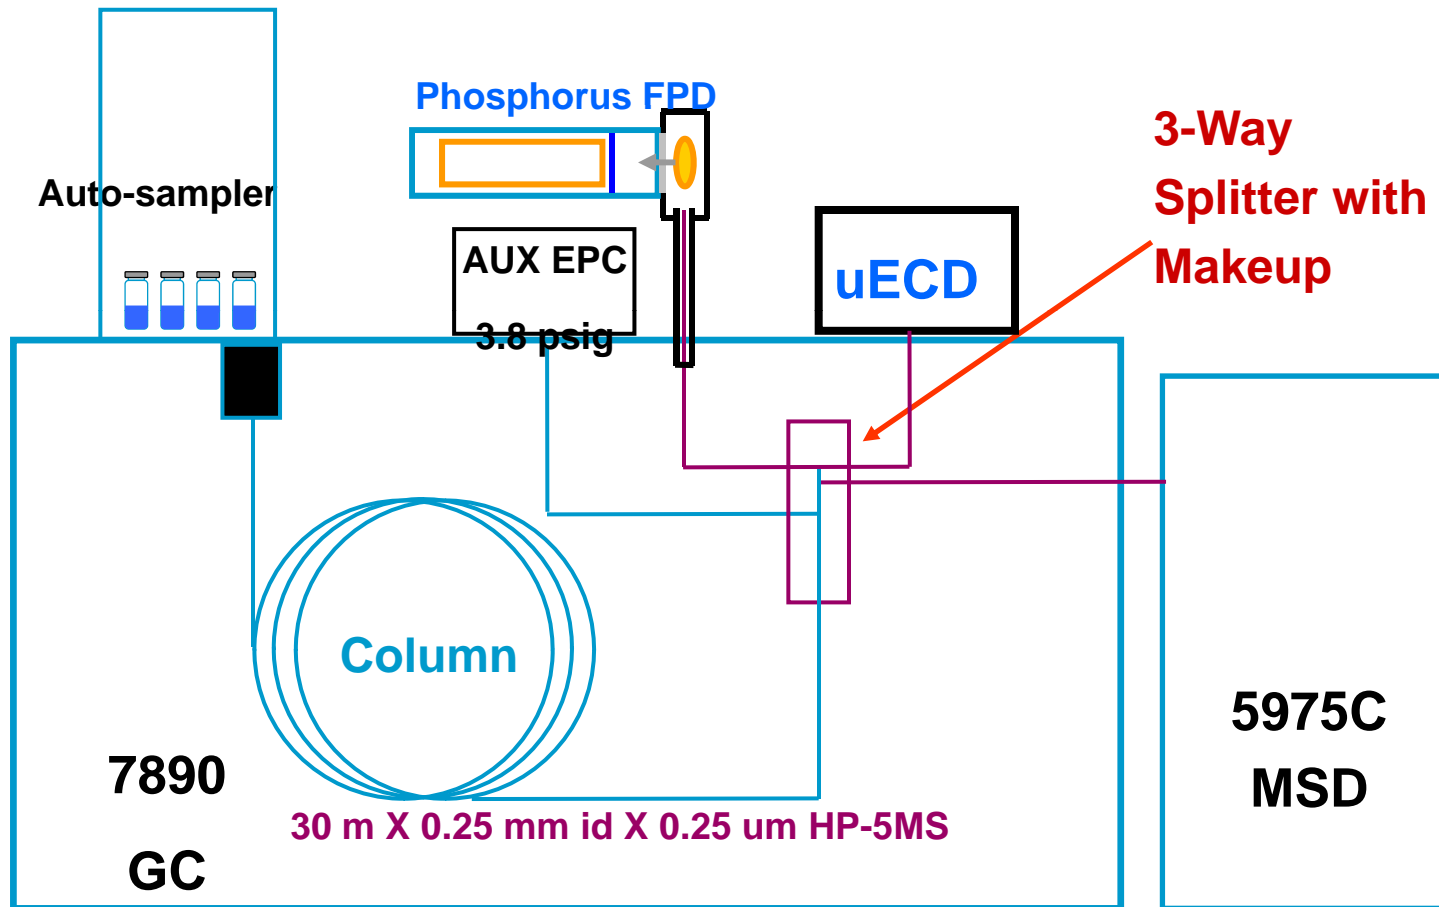 Phosphorus FPD
3-Way
Splitter with
Makeup
Auto-sampler
AUX EPC
3.8 psig
uECD
Column
30 m X 0.25 mm id X 0.25 um HP-5MS
7890
GC
5975C
MSD